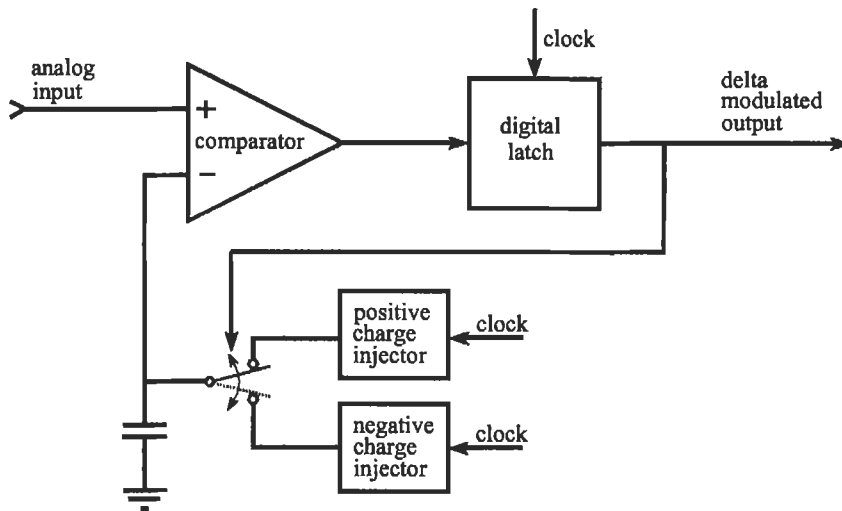 clock
analog
input
delta
modulated
output
+
comparator
−
digital
latch
positive
charge
injector
clock
negative
charge
injector
clock